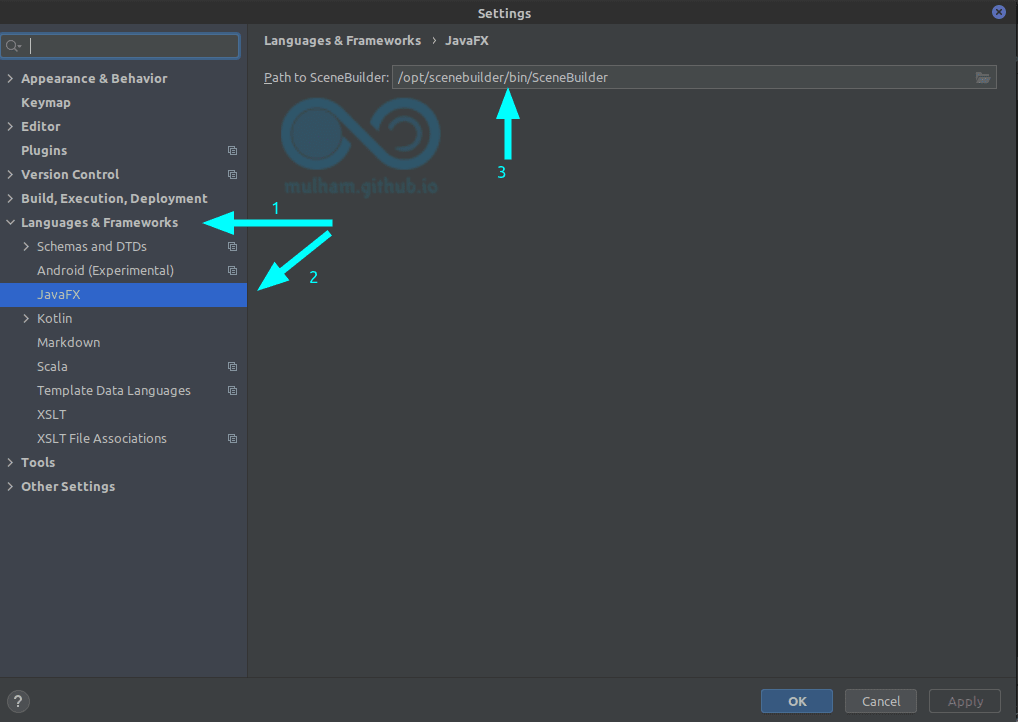 Settings
Languages & Frameworks › JavaFX
Path to SceneBuilder: /opt/scenebuilder/bin/SceneBuilder
mulham.github.io
3
Appearance & Behavior
Keymap
Editor
Plugins
Version Control
Build, Execution, Deployment
Languages & Frameworks
1
Schemas and DTDs
Android (Experimental)
2
JavaFX
Kotlin
Markdown
Scala
Template Data Languages
XSLT
XSLT File Associations
Tools
Other Settings
?
OK Cancel Apply